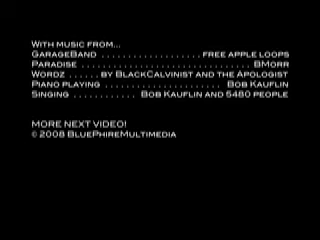 With music from...
GarageBand . . . . . . . . . . . . . . . . . . . free apple loops
Paradise . . . . . . . . . . . . . . . . . . . . . . . . . . . . BMorr
Wordz . . . . . . by BlackCalvinist and the Apologist
Piano playing . . . . . . . . . . . . . . . . . . . . . . Bob Kauflin
Singing . . . . . . . . . . . . Bob Kauflin and 5480 people
MORE NEXT VIDEO!
© 2008 BluePhireMultimedia